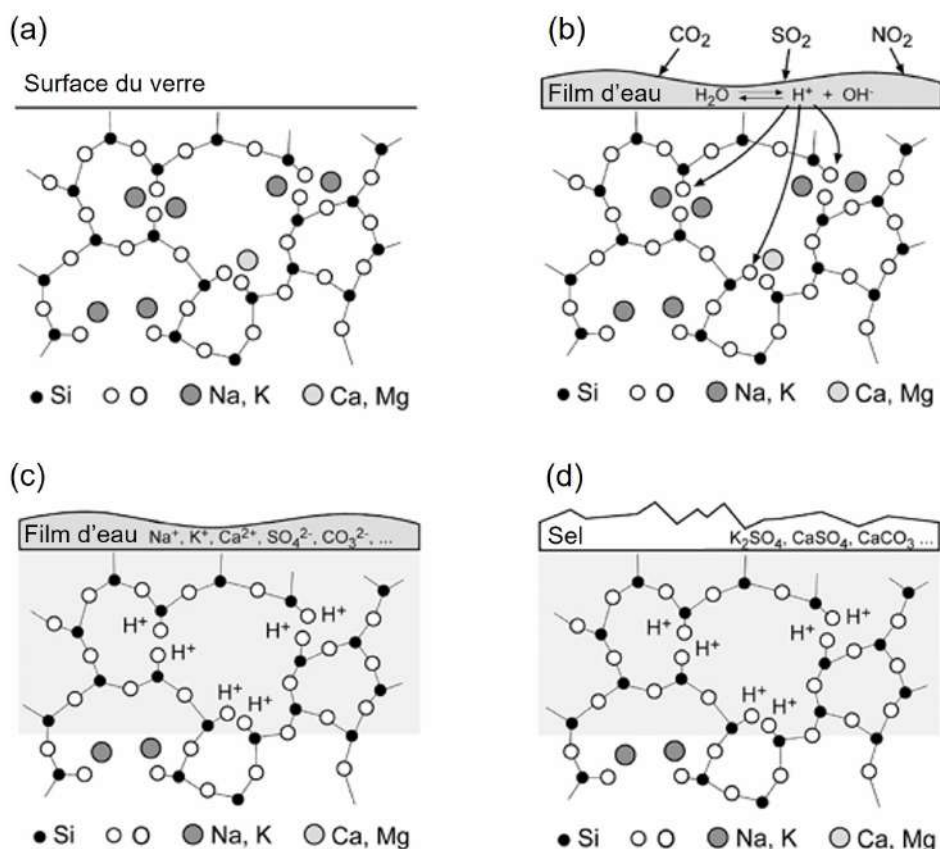 (a)
Surface du verre
Si O Na, K Ca, Mg
(b)
CO₂ SO₂ NO₂
Film d'eau H₂O H⁺ + OH⁻
Si O Na, K Ca, Mg
(c)
Film d'eau Na⁺, K⁺, Ca²⁺, SO₄²⁻, CO₃²⁻, ...
H⁺ H⁺
H⁺
H⁺
H⁺ H⁺
Si O Na, K Ca, Mg
(d)
Sel K₂SO₄, CaSO₄, CaCO₃ ...
H⁺ H⁺
H⁺
H⁺
H⁺ H⁺
Si O Na, K Ca, Mg